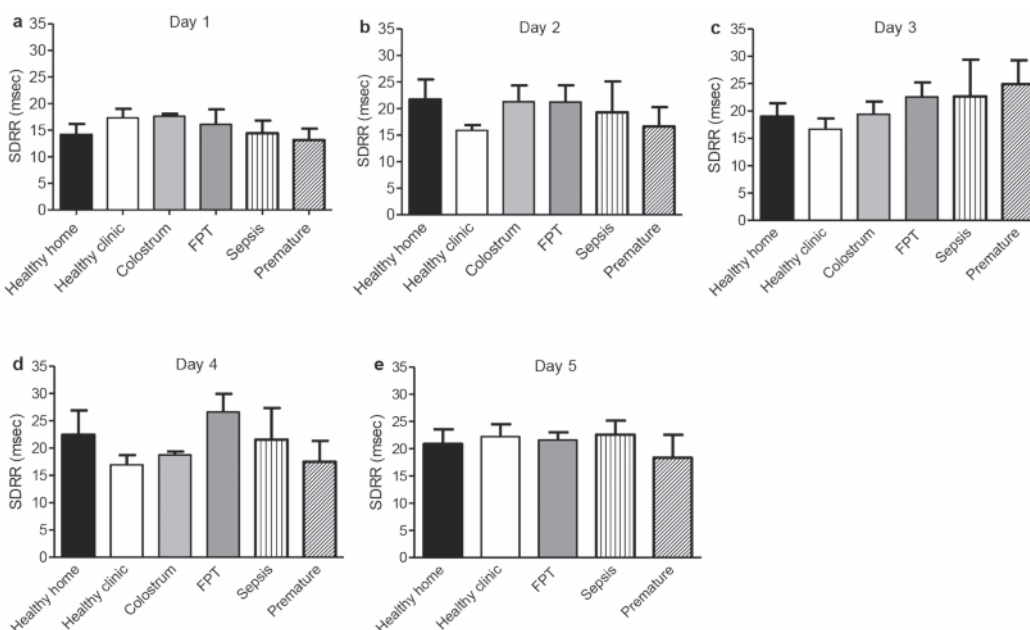 a Day 1
SDRR (msec)
35
30
25
20
15
10
5
0
Healthy home
Healthy clinic
Colostrum
FPT
Sepsis
Premature
b Day 2
SDRR (msec)
35
30
25
20
15
10
5
0
Healthy home
Healthy clinic
Colostrum
FPT
Sepsis
Premature
c Day 3
SDRR (msec)
35
30
25
20
15
10
5
0
Healthy home
Healthy clinic
Colostrum
FPT
Sepsis
Premature
d Day 4
SDRR (msec)
35
30
25
20
15
10
5
0
Healthy home
Healthy clinic
Colostrum
FPT
Sepsis
Premature
e Day 5
SDRR (msec)
35
30
25
20
15
10
5
0
Healthy home
Healthy clinic
FPT
Sepsis
Premature